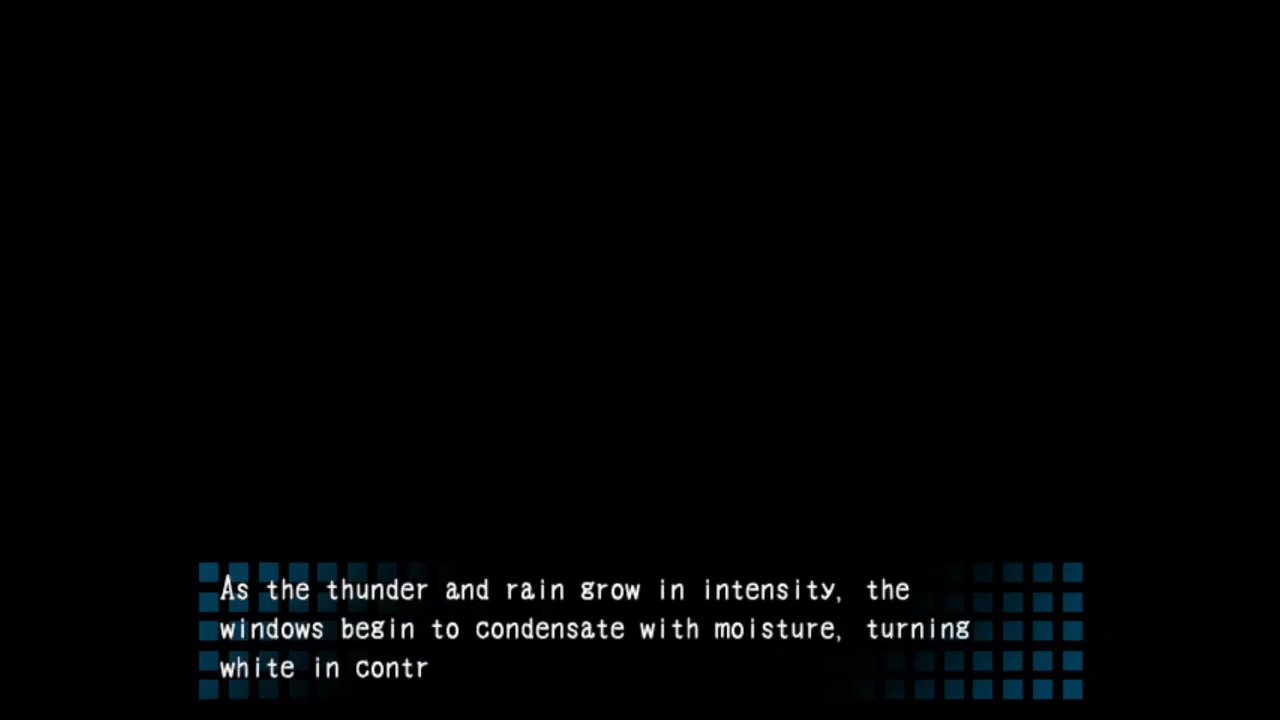 As the thunder and rain grow in intensity, the
windows begin to condensate with moisture, turning
white in contr